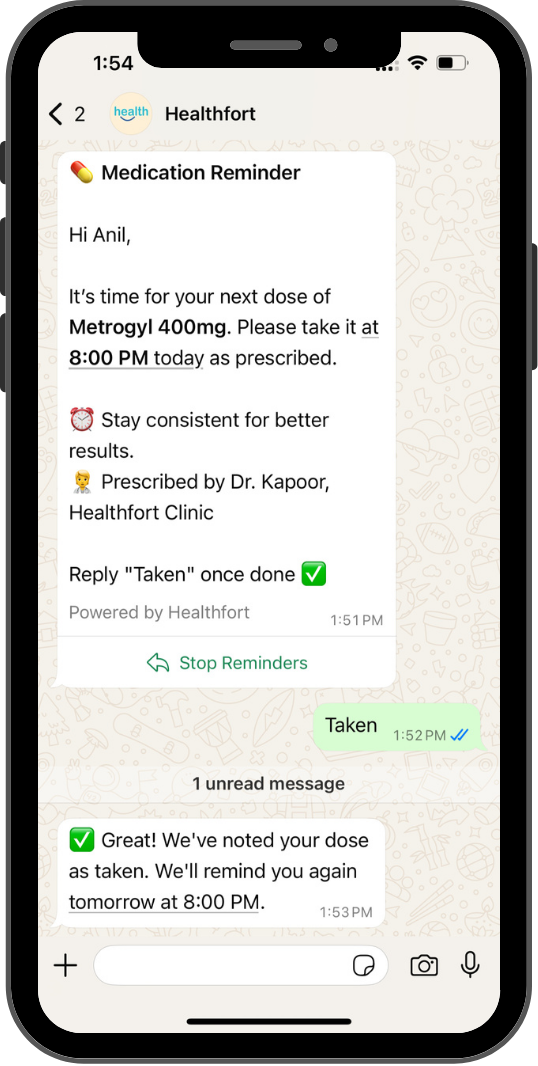 1:54
2 health Healthfort
💊 Medication Reminder
Hi Anil,
It's time for your next dose of
Metrogyl 400mg. Please take it at
8:00 PM today as prescribed.
⏰ Stay consistent for better
results.
🧑‍⚕️ Prescribed by Dr. Kapoor,
Healthfort Clinic
Reply "Taken" once done ✅
Powered by Healthfort 1:51 PM
Stop Reminders
Taken 1:52 PM
1 unread message
✅ Great! We've noted your dose
as taken. We'll remind you again
tomorrow at 8:00 PM. 1:53 PM